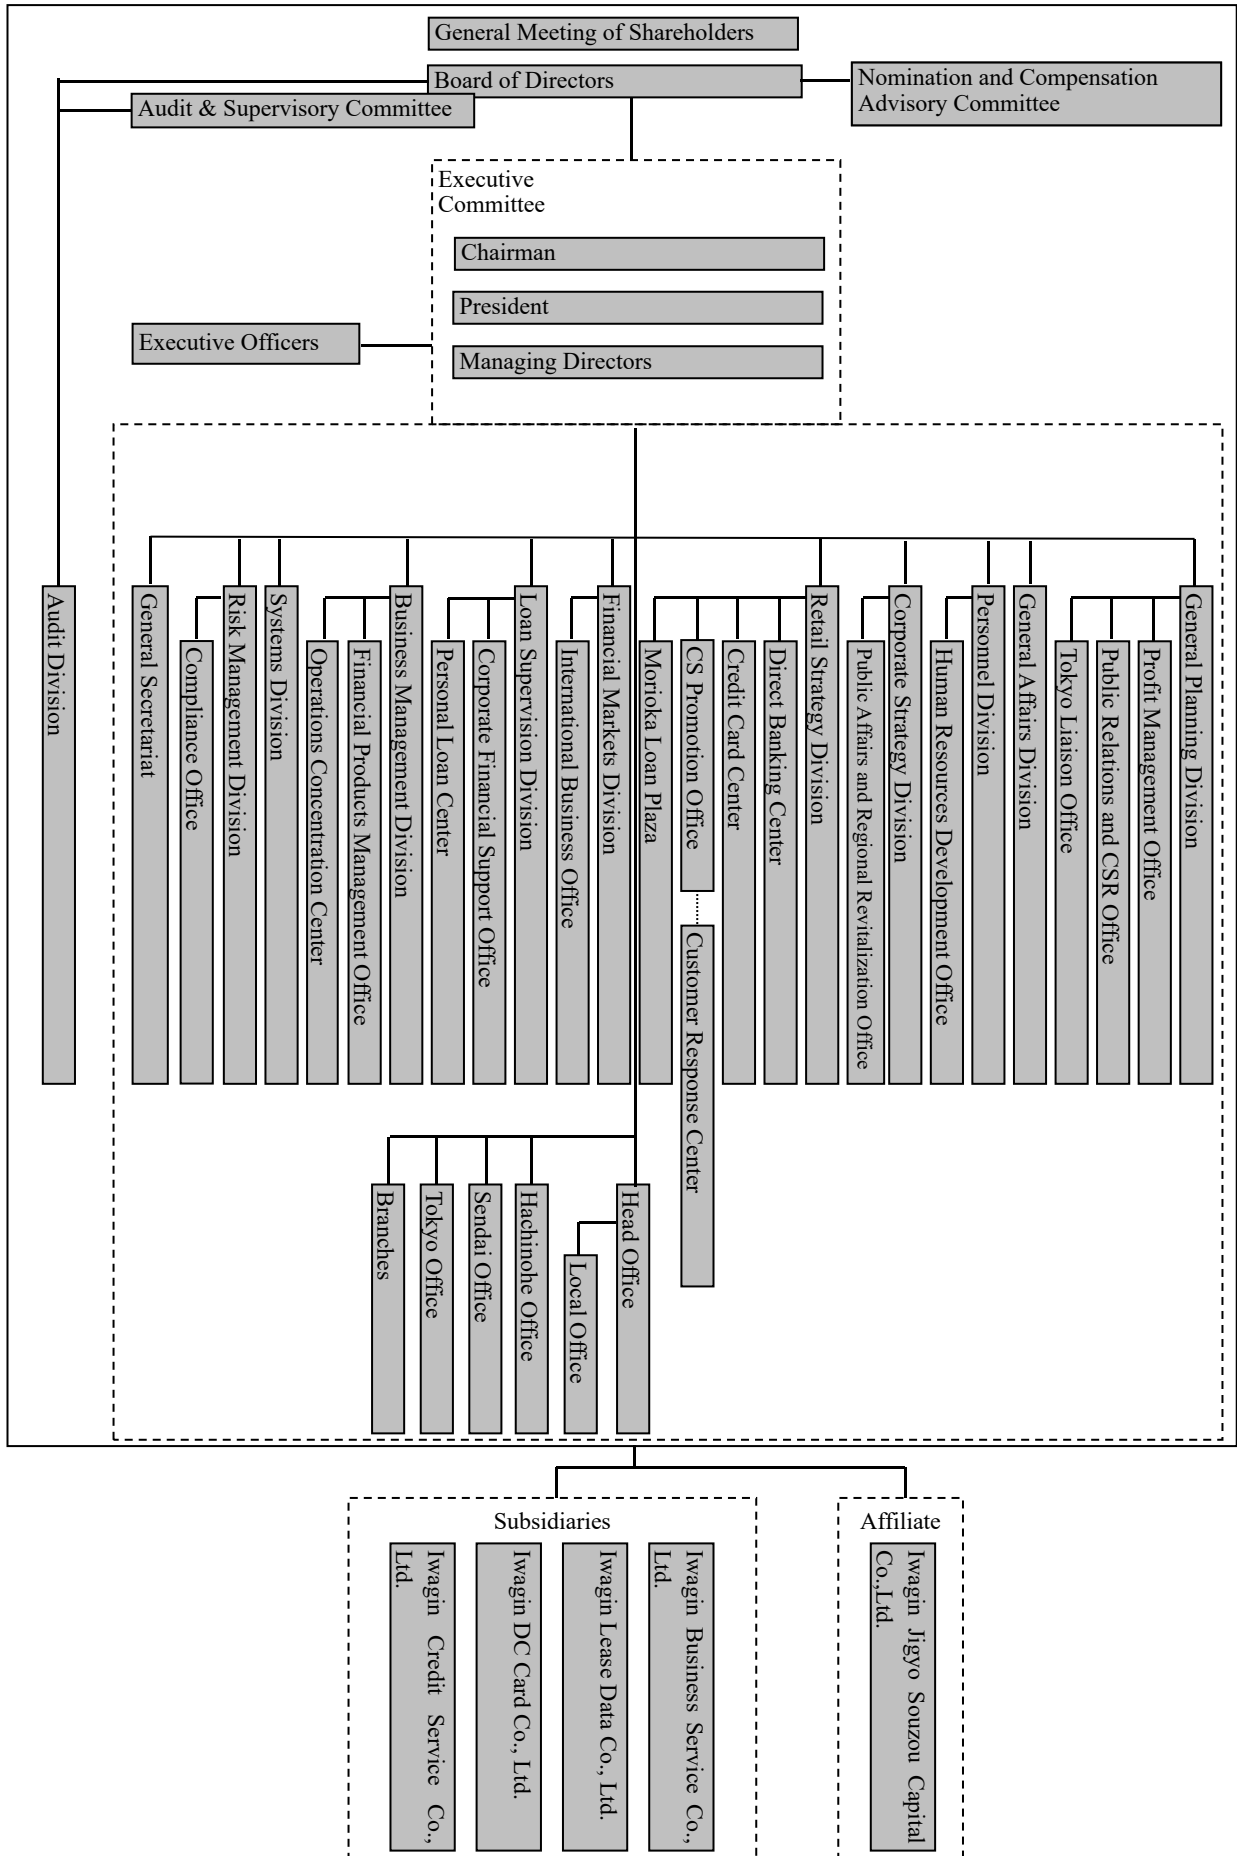 General Meeting of Shareholders
Board of Directors
Nomination and Compensation
Advisory Committee
Audit & Supervisory Committee
Executive
Committee
Chairman
President
Executive Officers
Managing Directors
Audit Division
General Secretariat
Compliance Office
Risk Management Division
Systems Division
Operations Concentration Center
Financial Products Management Office
Business Management Division
Personal Loan Center
Corporate Financial Support Office
Loan Supervision Division
International Business Office
Financial Markets Division
Morioka Loan Plaza
CS Promotion Office
Customer Response Center
Credit Card Center
Direct Banking Center
Retail Strategy Division
Public Affairs and Regional Revitalization Office
Corporate Strategy Division
Human Resources Development Office
Personnel Division
General Affairs Division
Tokyo Liaison Office
Public Relations and CSR Office
Profit Management Office
General Planning Division
Branches
Tokyo Office
Sendai Office
Hachinohe Office
Local Office
Head Office
Subsidiaries
Iwagin Credit Service Co.,
Ltd.
Iwagin DC Card Co., Ltd.
Iwagin Lease Data Co., Ltd.
Iwagin Business Service Co.,
Ltd.
Affiliate
Iwagin Jigyo Souzou Capital
Co.,Ltd.